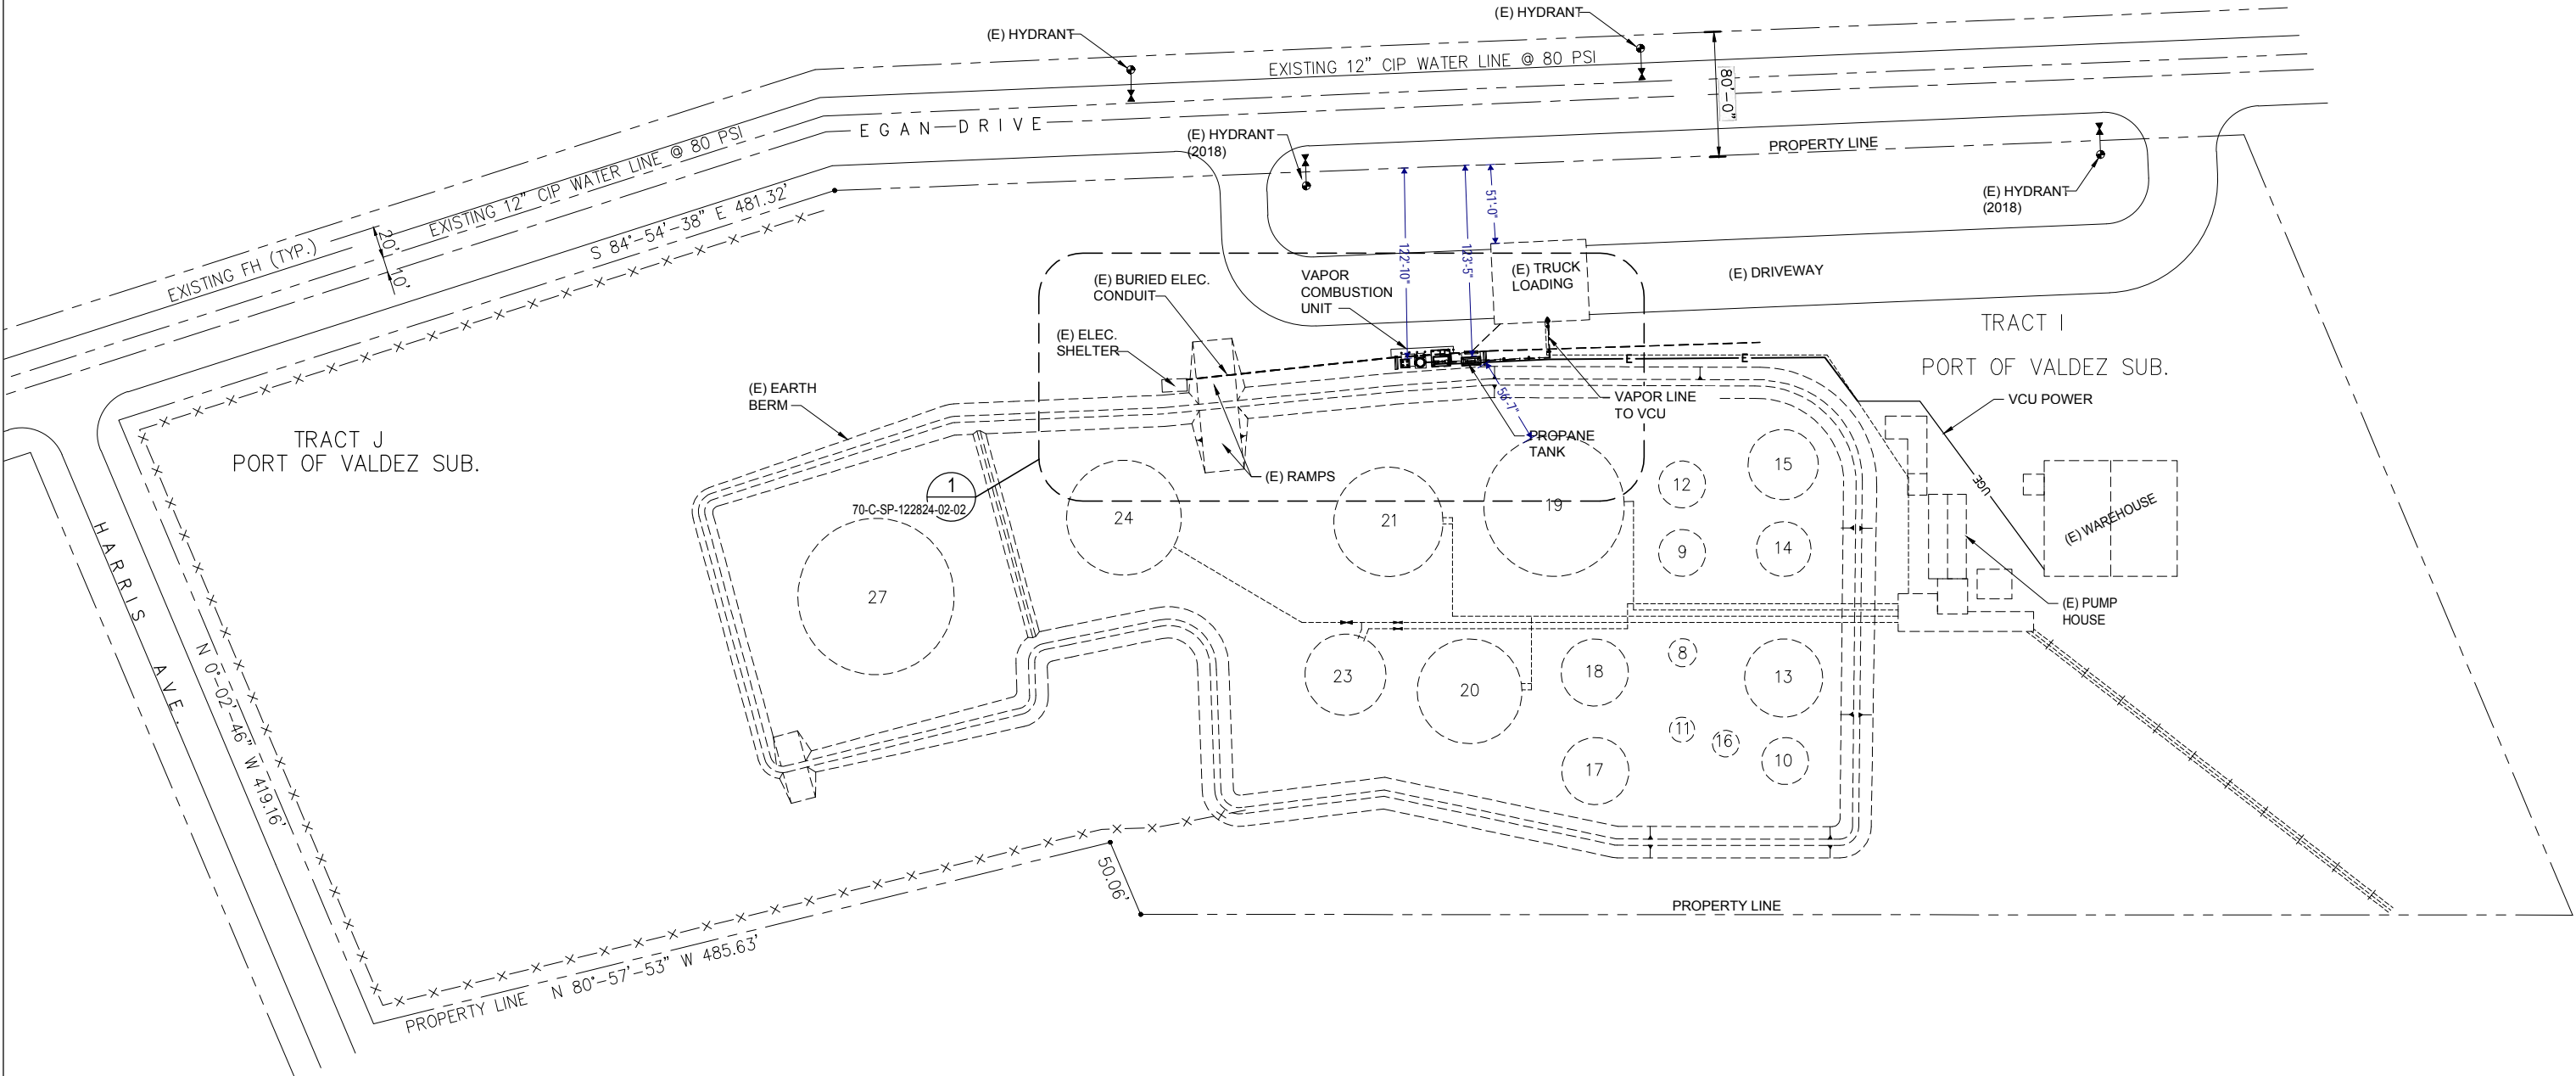 (E) HYDRANT
(E) HYDRANT
EXISTING 12" CIP WATER LINE @ 80 PSI
80'-0"
EGAN DRIVE
(E) HYDRANT
(2018)
PROPERTY LINE
(E) HYDRANT
(2018)
EXISTING 12" CIP WATER LINE @ 80 PSI
S 84°-54'-38" E 481.32'
EXISTING FH (TYP.)
20'
10'
122'-10"
123'-5"
51'-0"
(E) BURIED ELEC.
CONDUIT
VAPOR
COMBUSTION
UNIT
(E) TRUCK
LOADING
(E) DRIVEWAY
(E) ELEC.
SHELTER
TRACT I
PORT OF VALDEZ SUB.
E
E
(E) EARTH
BERM
56'-7"
VAPOR LINE
TO VCU
VCU POWER
PROPANE
TANK
(E) RAMPS
TRACT J
PORT OF VALDEZ SUB.
1
70-C-SP-122824-02-02
UGE
(E) WAREHOUSE
24
21
19
12
15
9
14
27
(E) PUMP
HOUSE
23
20
18
8
13
11
16
17
10
HARRIS AVE.
N 0°-02'-46" W 419.16'
50.06'
PROPERTY LINE
PROPERTY LINE N 80°-57'-53" W 485.63'